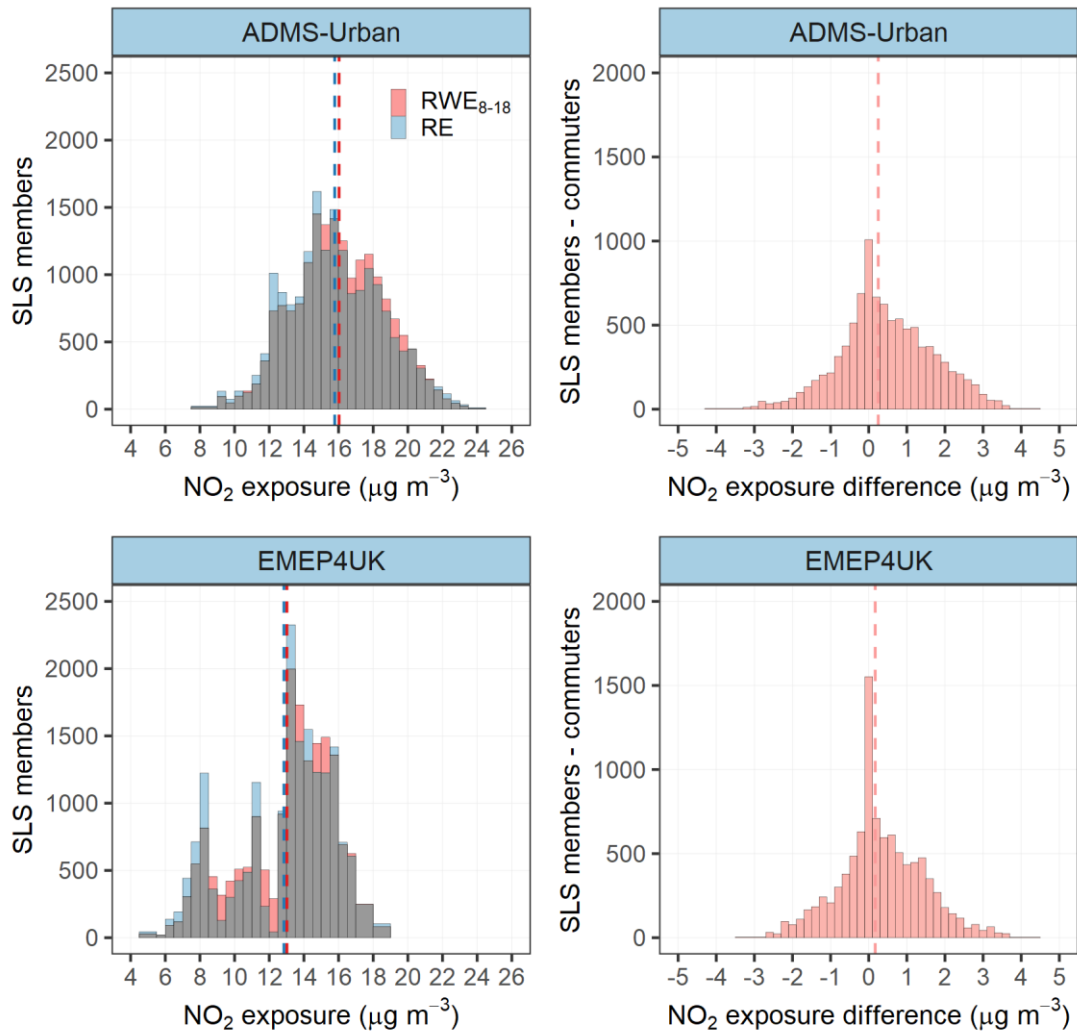 ADMS-Urban
2500
2000
1500
1000
500
0
SLS members
RWE₈₋₁₈
RE
4 6 8 10 12 14 16 18 20 22 24 26
NO₂ exposure (μg m⁻³)
ADMS-Urban
2000
1500
1000
500
0
SLS members - commuters
-5 -4 -3 -2 -1 0 1 2 3 4 5
NO₂ exposure difference (μg m⁻³)
EMEP4UK
2500
2000
1500
1000
500
0
SLS members
4 6 8 10 12 14 16 18 20 22 24 26
NO₂ exposure (μg m⁻³)
EMEP4UK
2000
1500
1000
500
0
SLS members - commuters
-5 -4 -3 -2 -1 0 1 2 3 4 5
NO₂ exposure difference (μg m⁻³)